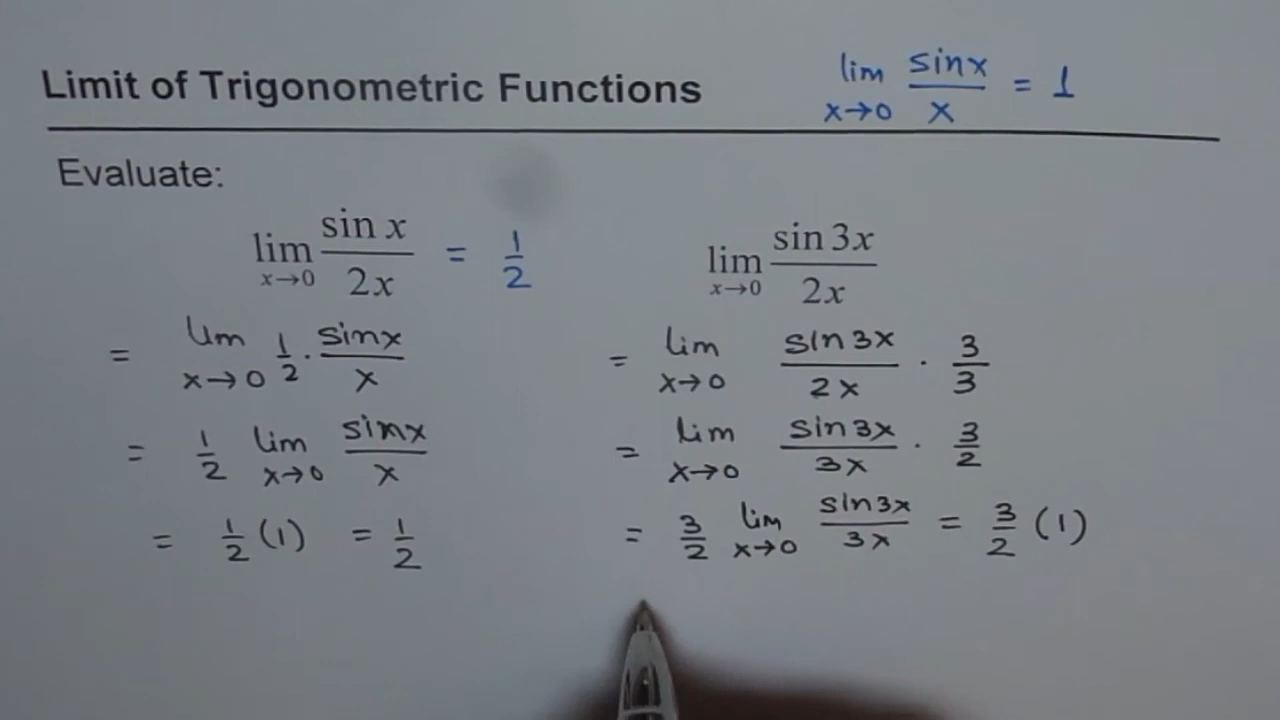 Limit of Trigonometric Functions
lim x→0 sinx/x = 1
Evaluate:
lim x→0 sin x/2x = 1/2
= lim x→0 1/2 · sinx/x
= 1/2 lim x→0 sinx/x
= 1/2 (1) = 1/2
lim x→0 sin 3x/2x
= lim x→0 sin 3x/2x · 3/3
= lim x→0 sin 3x/3x · 3/2
= 3/2 lim x→0 sin 3x/3x = 3/2 (1)